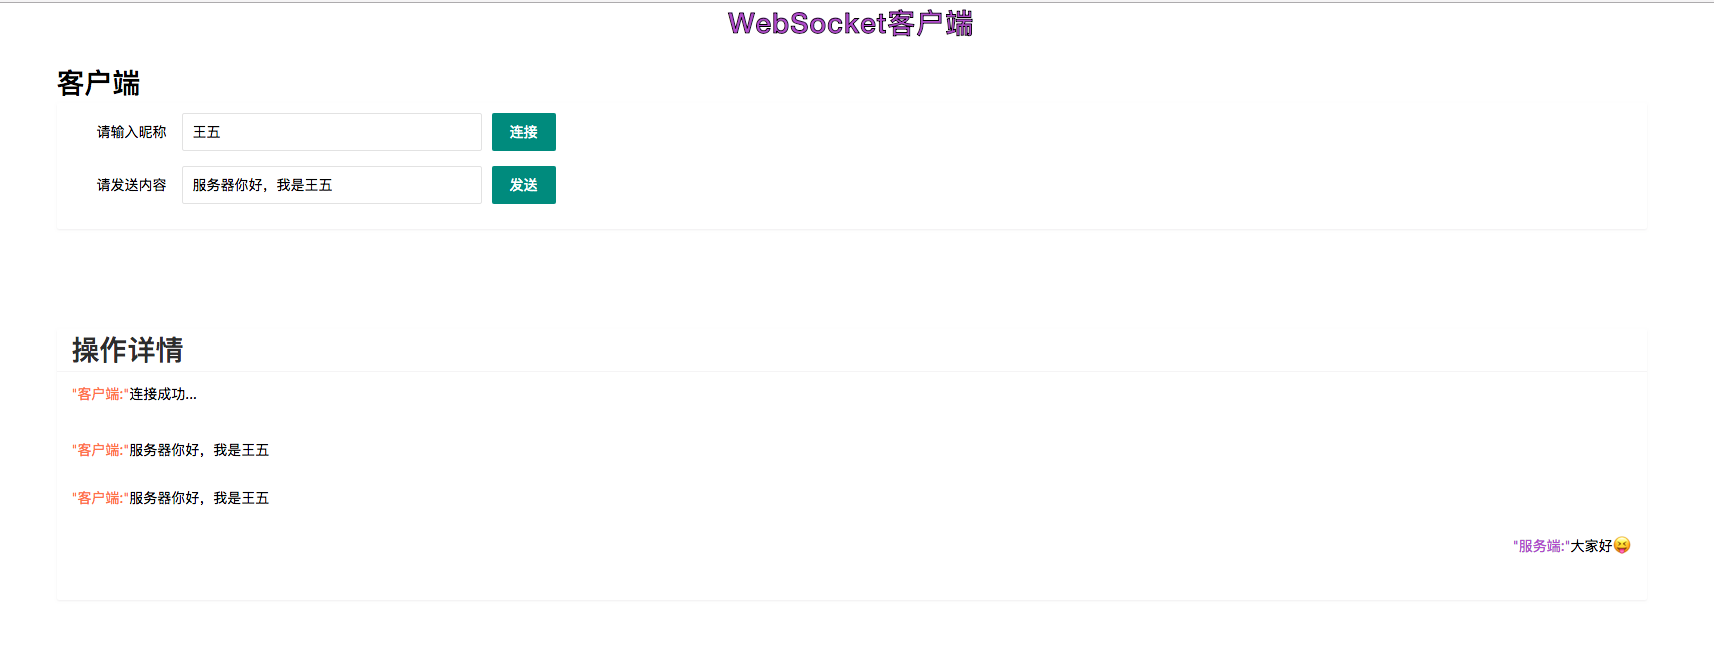 WebSocket客户端
客户端
请输入昵称 王五 连接
请发送内容 服务器你好，我是王五 发送
操作详情
"客户端:"连接成功...
"客户端:"服务器你好，我是王五
"客户端:"服务器你好，我是王五
"服务端:"大家好😝